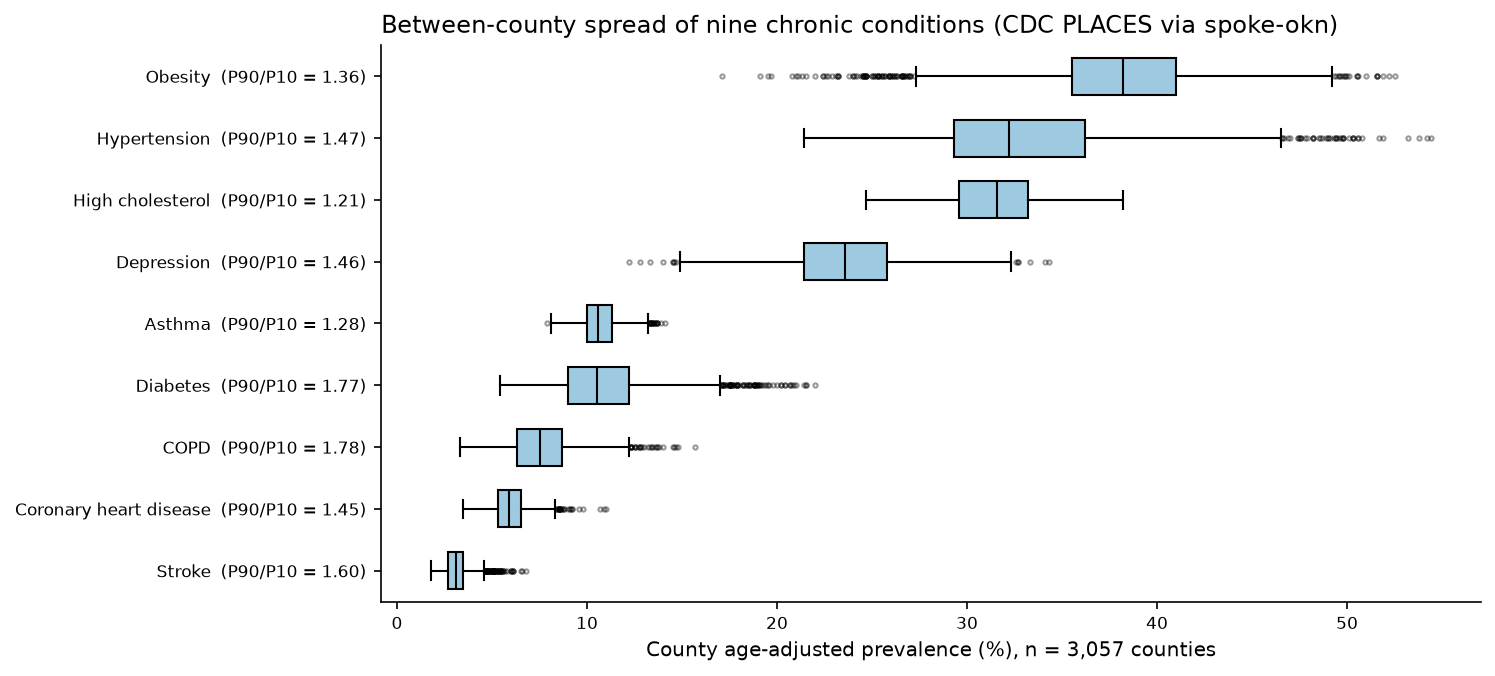 Between-county spread of nine chronic conditions (CDC PLACES via spoke-okn)
Obesity (P90/P10 = 1.36)
Hypertension (P90/P10 = 1.47)
High cholesterol (P90/P10 = 1.21)
Depression (P90/P10 = 1.46)
Asthma (P90/P10 = 1.28)
Diabetes (P90/P10 = 1.77)
COPD (P90/P10 = 1.78)
Coronary heart disease (P90/P10 = 1.45)
Stroke (P90/P10 = 1.60)
0 10 20 30 40 50
County age-adjusted prevalence (%), n = 3,057 counties